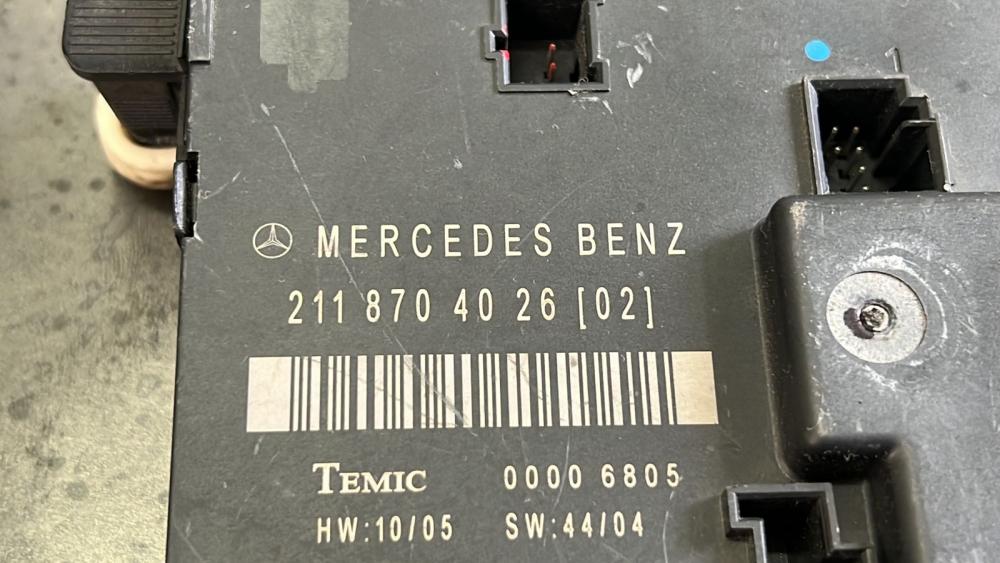 MERCEDES BENZ
211 870 40 26 [02]
TEMIC 0000 6805
HW:10/05 SW:44/04